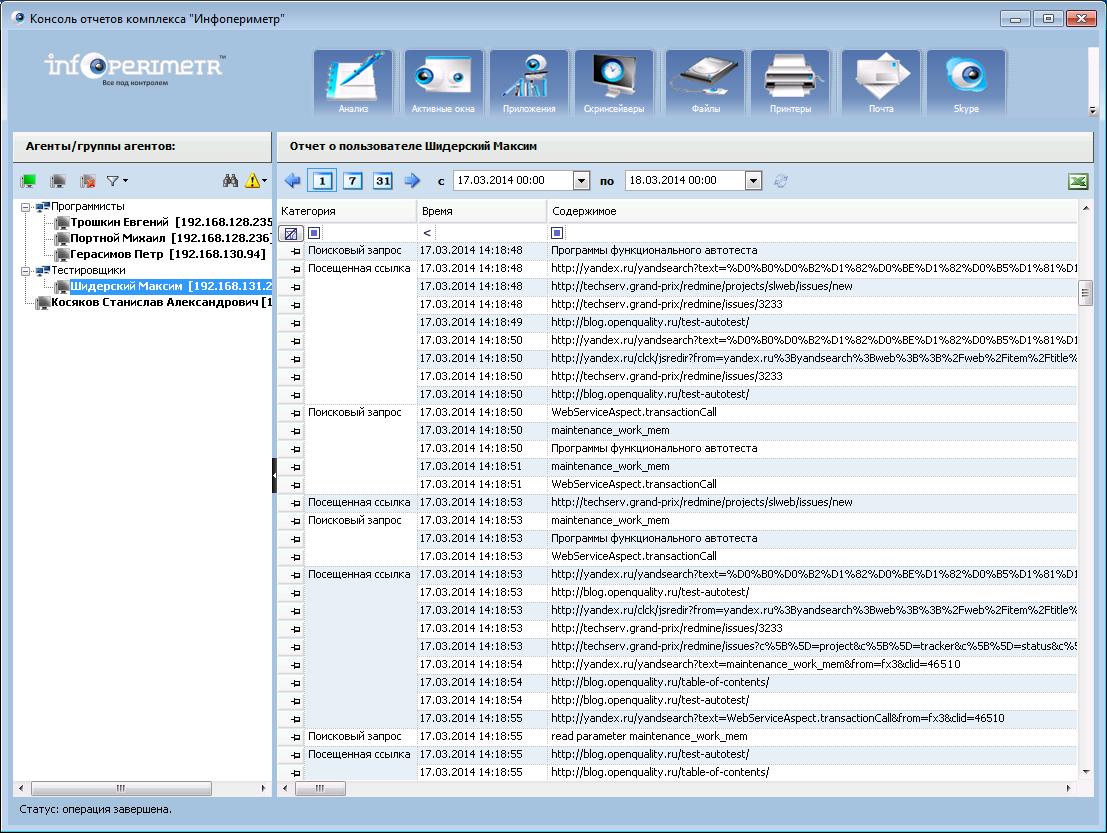 Консоль отчетов комплекса "Инфопериметр"
infoperimetr™
Все под контролем
Анализ Активные окна Приложения Скринсейверы Файлы Принтеры Почта Skype
Агенты/группы агентов:
Отчет о пользователе Шидерский Максим
1 7 31 с 17.03.2014 00:00 по 18.03.2014 00:00
Программисты
Трошкин Евгений [192.168.128.235
Портной Михаил [192.168.128.236]
Герасимов Петр [192.168.130.94]
Тестировщики
Шидерский Максим [192.168.131.2
Косяков Станислав Александрович [1
Категория Время Содержимое
<
Поисковый запрос 17.03.2014 14:18:48 Программы функционального автотеста
Посещенная ссылка 17.03.2014 14:18:48 http://yandex.ru/yandsearch?text=%D0%B0%D0%B2%D1%82%D0%BE%D1%82%D0%B5%D1%81%D1
17.03.2014 14:18:48 http://techserv.grand-prix/redmine/projects/slweb/issues/new
17.03.2014 14:18:48 http://techserv.grand-prix/redmine/issues/3233
17.03.2014 14:18:49 http://blog.openquality.ru/test-autotest/
17.03.2014 14:18:50 http://yandex.ru/yandsearch?text=%D0%B0%D0%B2%D1%82%D0%BE%D1%82%D0%B5%D1%81%D1
17.03.2014 14:18:50 http://yandex.ru/clck/jsredir?from=yandex.ru%3Byandsearch%3Bweb%3B%3B%2Fweb%2Fitem%2Ftitle%
17.03.2014 14:18:50 http://techserv.grand-prix/redmine/issues/3233
17.03.2014 14:18:50 http://blog.openquality.ru/test-autotest/
Поисковый запрос 17.03.2014 14:18:50 WebServiceAspect.transactionCall
17.03.2014 14:18:50 maintenance_work_mem
17.03.2014 14:18:50 Программы функционального автотеста
17.03.2014 14:18:51 maintenance_work_mem
17.03.2014 14:18:51 WebServiceAspect.transactionCall
Посещенная ссылка 17.03.2014 14:18:53 http://techserv.grand-prix/redmine/projects/slweb/issues/new
Поисковый запрос 17.03.2014 14:18:53 maintenance_work_mem
17.03.2014 14:18:53 Программы функционального автотеста
17.03.2014 14:18:53 WebServiceAspect.transactionCall
Посещенная ссылка 17.03.2014 14:18:53 http://yandex.ru/yandsearch?text=%D0%B0%D0%B2%D1%82%D0%BE%D1%82%D0%B5%D1%81%D1
17.03.2014 14:18:53 http://blog.openquality.ru/test-autotest/
17.03.2014 14:18:53 http://yandex.ru/clck/jsredir?from=yandex.ru%3Byandsearch%3Bweb%3B%3B%2Fweb%2Fitem%2Ftitle%
17.03.2014 14:18:53 http://techserv.grand-prix/redmine/issues/3233
17.03.2014 14:18:53 http://techserv.grand-prix/redmine/issues?c%5B%5D=project&c%5B%5D=tracker&c%5B%5D=status&c%5
17.03.2014 14:18:54 http://yandex.ru/yandsearch?text=maintenance_work_mem&from=fx3&clid=46510
17.03.2014 14:18:54 http://blog.openquality.ru/table-of-contents/
17.03.2014 14:18:54 http://blog.openquality.ru/test-autotest/
17.03.2014 14:18:55 http://yandex.ru/yandsearch?text=WebServiceAspect.transactionCall&from=fx3&clid=46510
Поисковый запрос 17.03.2014 14:18:55 read parameter maintenance_work_mem
Посещенная ссылка 17.03.2014 14:18:55 http://blog.openquality.ru/test-autotest/
17.03.2014 14:18:55 http://blog.openquality.ru/table-of-contents/
Статус: операция завершена.